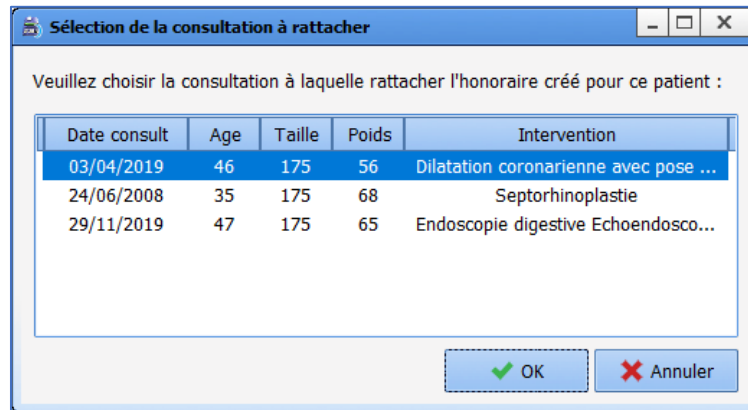 Sélection de la consultation à rattacher
Veuillez choisir la consultation à laquelle rattacher l'honoraire créé pour ce patient :
Date consult Age Taille Poids Intervention
03/04/2019 46 175 56 Dilatation coronarienne avec pose ...
24/06/2008 35 175 68 Septorhinoplastie
29/11/2019 47 175 65 Endoscopie digestive Echoendosco...
OK Annuler